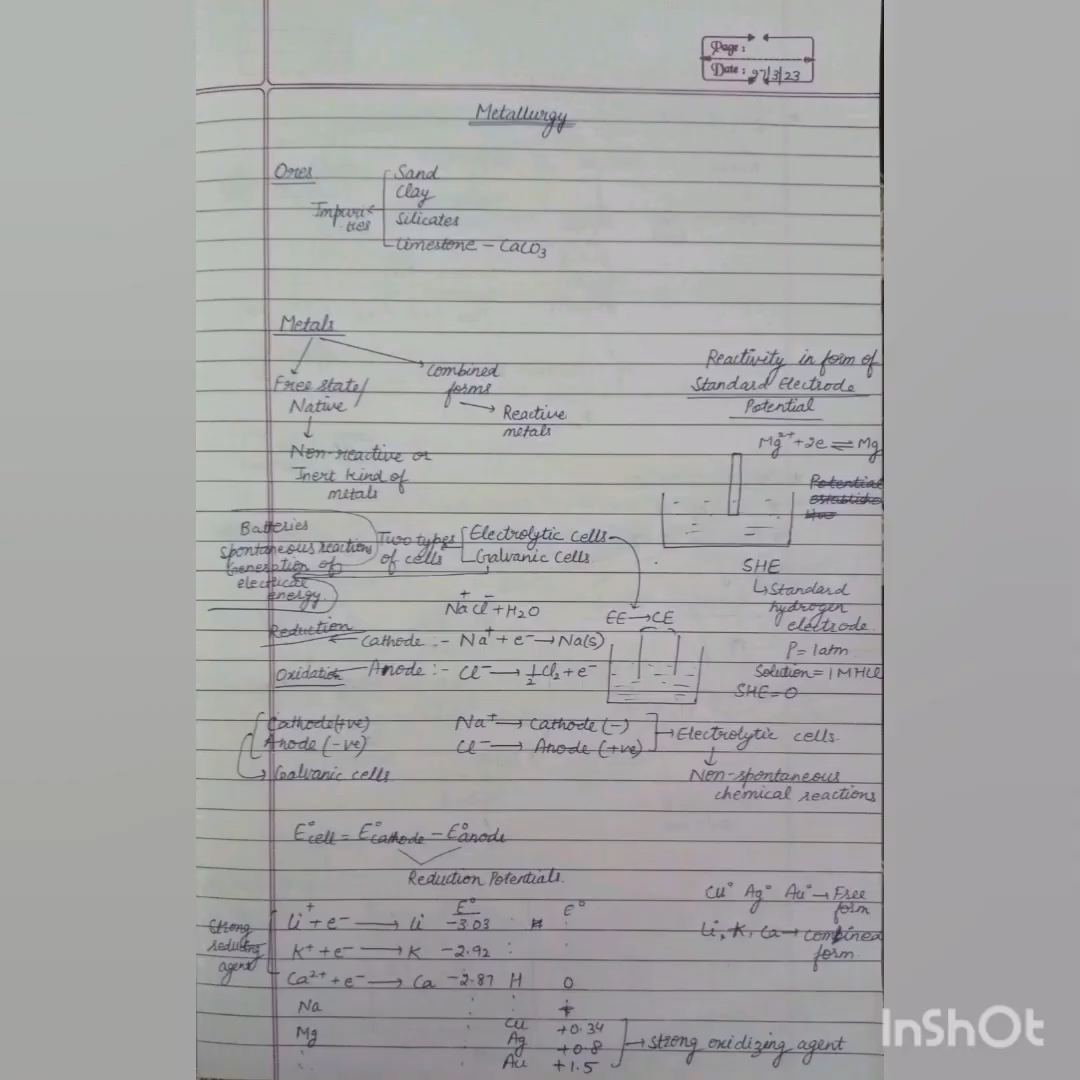 Page :
Date : 27/3/23
Metallurgy
Ores
Impuri-
ties
Sand
Clay
Silicates
Limestone - CaCO3
Metals
Free state/
Native
Combined
forms
Reactive
metals
Non-reactive or
Inert kind of
metals
Reactivity in form of
Standard Electrode
Potential
Mg2+ + 2e ⇌ Mg
Potential
SHE
↳ Standard
hydrogen
electrode.
P = 1atm
Solution = 1 M HCl
SHE = 0
Batteries
spontaneous reactions
Generation of
electrical
energy.
Two types
of cells
Electrolytic cells
Galvanic cells
Na+Cl- + H2O
EE → CE
Reduction ← Cathode :- Na+ + e- → Na(s)
Oxidation ← Anode :- Cl- → 1/2 Cl2 + e-
Cathode (+ve)
Anode (-ve)
→ Galvanic cells
Na+ → Cathode (-)
Cl- → Anode (+ve)
→ Electrolytic cells
Non-spontaneous
chemical reactions
E°cell = E°cathode - E°anode
Reduction Potentials.
Cu° Ag° Au° → Free
form
Li, K, Ca → combined
form
E° E°
Strong
reducing
agent
Li+ + e- → Li -3.03
K+ + e- → K -2.92
Ca2+ + e- → Ca -2.87 H 0
Na
Mg
Cu +0.34
Ag +0.8
Au +1.5
→ strong oxidizing agent
InShOt